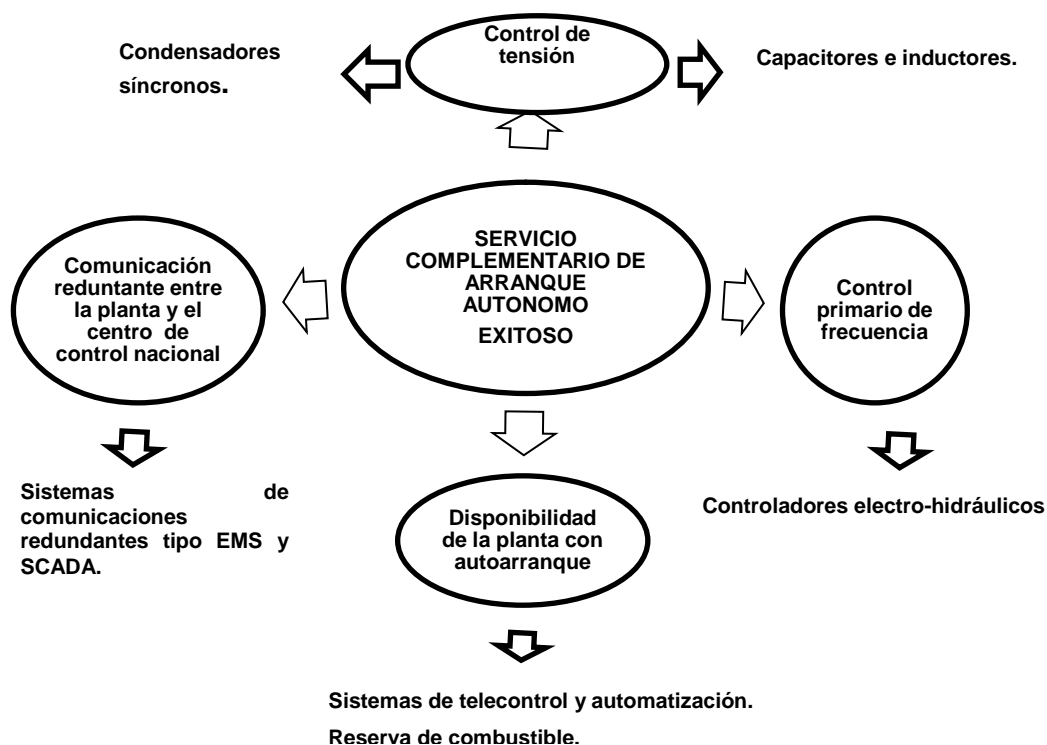 Control de
tensión
Condensadores
síncronos.
Capacitores e inductores.
SERVICIO
COMPLEMENTARIO DE
ARRANQUE
AUTONOMO
EXITOSO
Comunicación
reduntante entre
la planta y el
centro de
control nacional
Control
primario de
frecuencia
Sistemas de
comunicaciones
redundantes tipo EMS y
SCADA.
Disponibilidad
de la planta con
autoarranque
Controladores electro-hidráulicos
Sistemas de telecontrol y automatización.
Reserva de combustible.